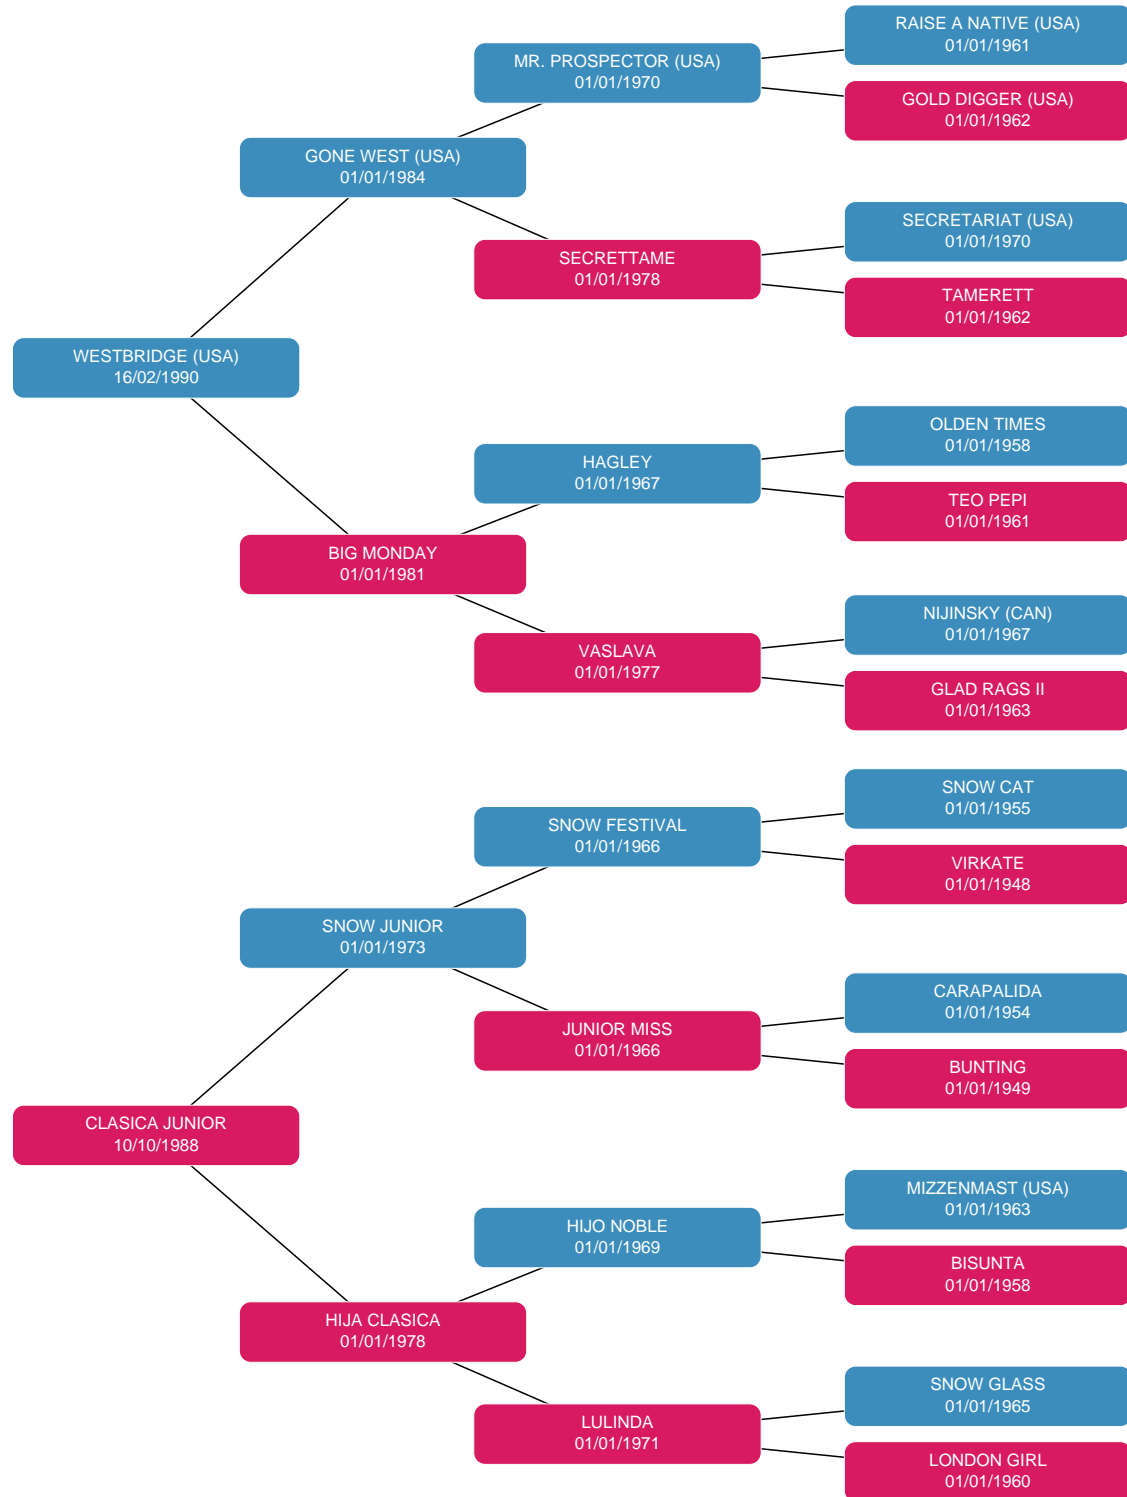 RAISE A NATIVE (USA)
01/01/1961
MR. PROSPECTOR (USA)
01/01/1970
GOLD DIGGER (USA)
01/01/1962
GONE WEST (USA)
01/01/1984
SECRETARIAT (USA)
01/01/1970
SECRETTAME
01/01/1978
TAMERETT
01/01/1962
WESTBRIDGE (USA)
16/02/1990
OLDEN TIMES
01/01/1958
HAGLEY
01/01/1967
TEO PEPI
01/01/1961
BIG MONDAY
01/01/1981
NIJINSKY (CAN)
01/01/1967
VASLAVA
01/01/1977
GLAD RAGS II
01/01/1963
SNOW CAT
01/01/1955
SNOW FESTIVAL
01/01/1966
VIRKATE
01/01/1948
SNOW JUNIOR
01/01/1973
CARAPALIDA
01/01/1954
JUNIOR MISS
01/01/1966
BUNTING
01/01/1949
CLASICA JUNIOR
10/10/1988
MIZZENMAST (USA)
01/01/1963
HIJO NOBLE
01/01/1969
BISUNTA
01/01/1958
HIJA CLASICA
01/01/1978
SNOW GLASS
01/01/1965
LULINDA
01/01/1971
LONDON GIRL
01/01/1960